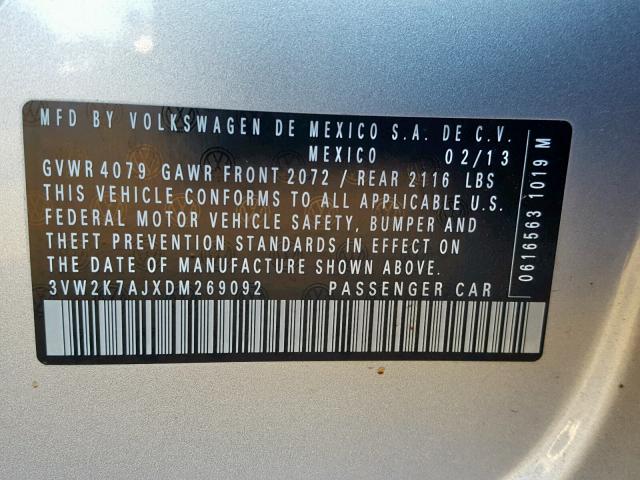 MFD BY VOLKSWAGEN DE MEXICO S.A. DE C.V.
MEXICO 02/13
GVWR 4079 GAWR FRONT 2072 / REAR 2116 LBS
THIS VEHICLE CONFORMS TO ALL APPLICABLE U.S.
FEDERAL MOTOR VEHICLE SAFETY, BUMPER AND
THEFT PREVENTION STANDARDS IN EFFECT ON
THE DATE OF MANUFACTURE SHOWN ABOVE.
3VW2K7AJXDM269092 PASSENGER CAR
0616563 1019 M